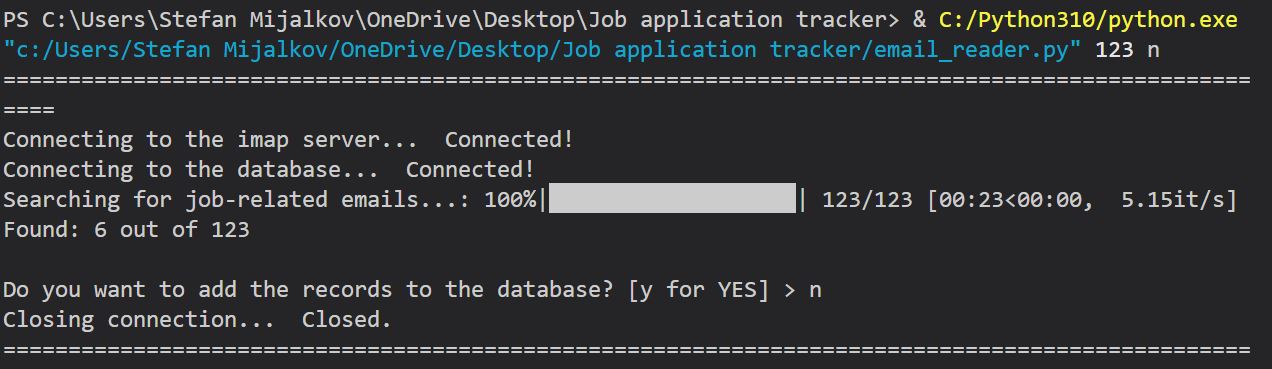 PS C:\Users\Stefan Mijalkov\OneDrive\Desktop\Job application tracker> & C:/Python310/python.exe
"c:/Users/Stefan Mijalkov/OneDrive/Desktop/Job application tracker/email_reader.py" 123 n
================================================================================================
====
Connecting to the imap server...  Connected!
Connecting to the database...  Connected!
Searching for job-related emails...: 100%|███████████████████| 123/123 [00:23<00:00,  5.15it/s]
Found: 6 out of 123

Do you want to add the records to the database? [y for YES] > n
Closing connection...  Closed.
================================================================================================